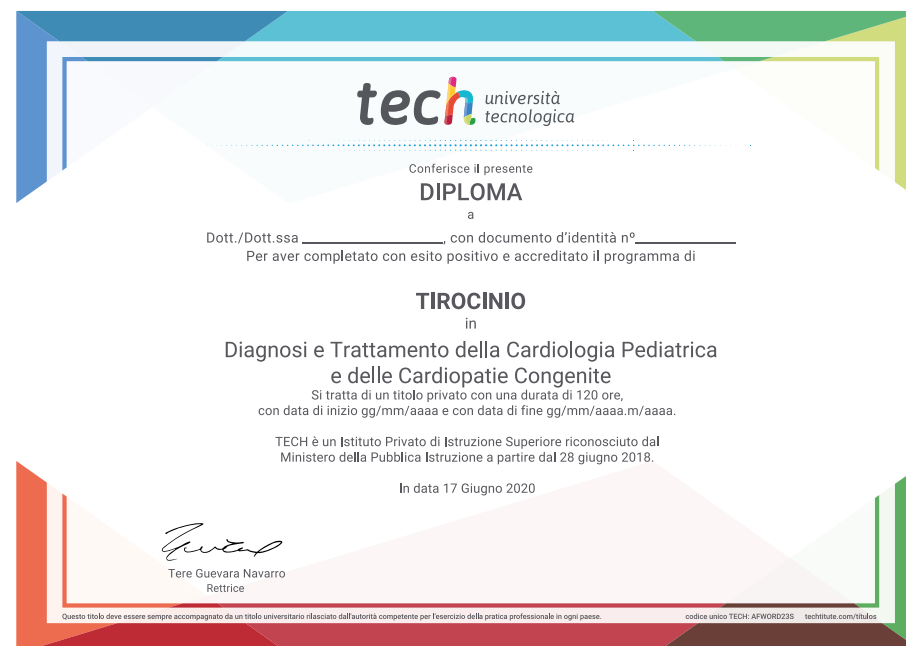 tech università
tecnologica
Conferisce il presente
DIPLOMA
a
Dott./Dott.ssa ____________________, con documento d'identità nº______________
Per aver completato con esito positivo e accreditato il programma di
TIROCINIO
in
Diagnosi e Trattamento della Cardiologia Pediatrica
e delle Cardiopatie Congenite
Si tratta di un titolo privato con una durata di 120 ore,
con data di inizio gg/mm/aaaa e con data di fine gg/mm/aaaa.m/aaaa.
TECH è un Istituto Privato di Istruzione Superiore riconosciuto dal
Ministero della Pubblica Istruzione a partire dal 28 giugno 2018.
In data 17 Giugno 2020
Tere Guevara Navarro
Rettrice
Questo titolo deve essere sempre accompagnato da un titolo universitario rilasciato dall'autorità competente per l'esercizio della pratica professionale in ogni paese. codice unico TECH: AFWORD23S techtitute.com/titulos